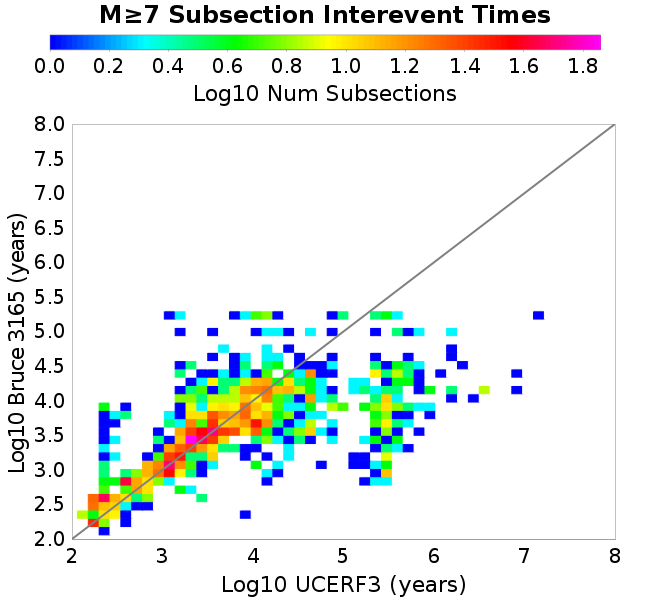 M≥7 Subsection Interevent Times
0.0 0.2 0.4 0.6 0.8 1.0 1.2 1.4 1.6 1.8
Log10 Num Subsections
8.0
7.5
7.0
6.5
6.0
5.5
5.0
4.5
4.0
3.5
3.0
2.5
2.0
Log10 Bruce 3165 (years)
2 3 4 5 6 7 8
Log10 UCERF3 (years)